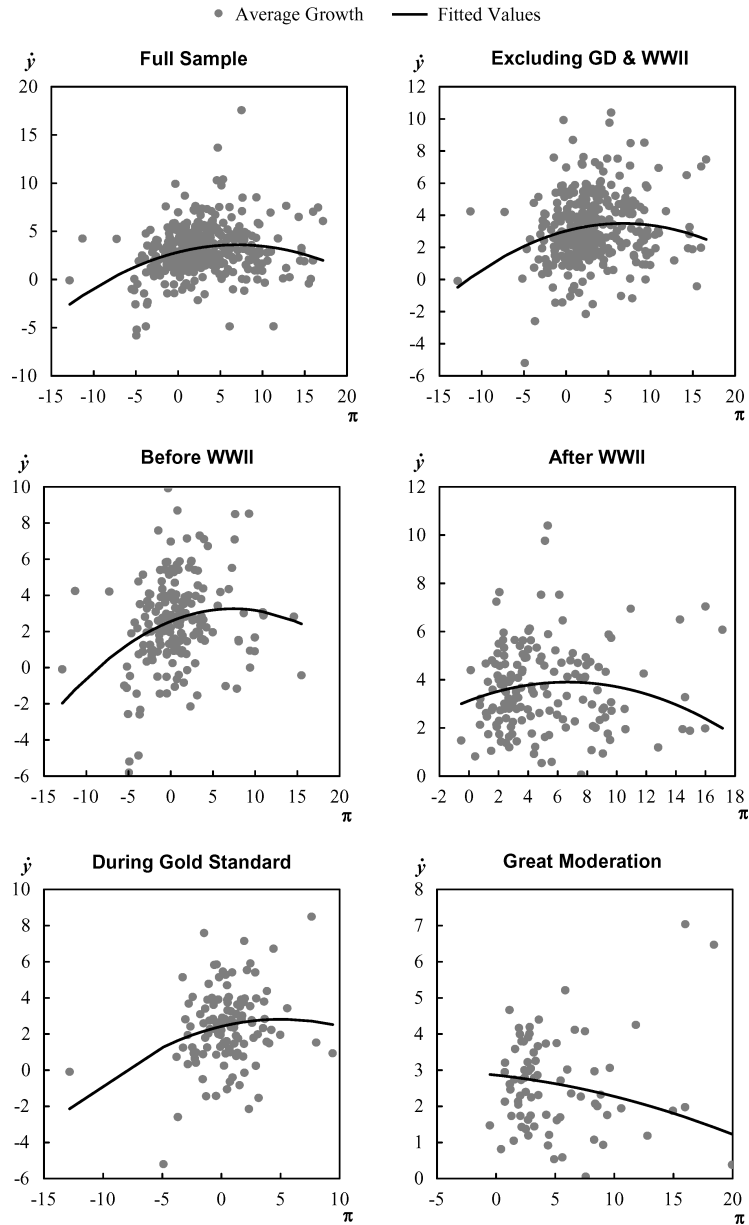 Average Growth Fitted Values
Full Sample
ẏ
20
15
10
5
0
-5
-10
-15 -10 -5 0 5 10 15 20
π
Excluding GD & WWII
ẏ
12
10
8
6
4
2
0
-2
-4
-6
-15 -10 -5 0 5 10 15 20
π
Before WWII
ẏ
10
8
6
4
2
0
-2
-4
-6
-15 -10 -5 0 5 10 15 20
π
After WWII
ẏ
12
10
8
6
4
2
0
-2 0 2 4 6 8 10 12 14 16 18
π
During Gold Standard
ẏ
10
8
6
4
2
0
-2
-4
-6
-15 -10 -5 0 5 10
π
Great Moderation
ẏ
8
7
6
5
4
3
2
1
0
-5 0 5 10 15 20
π